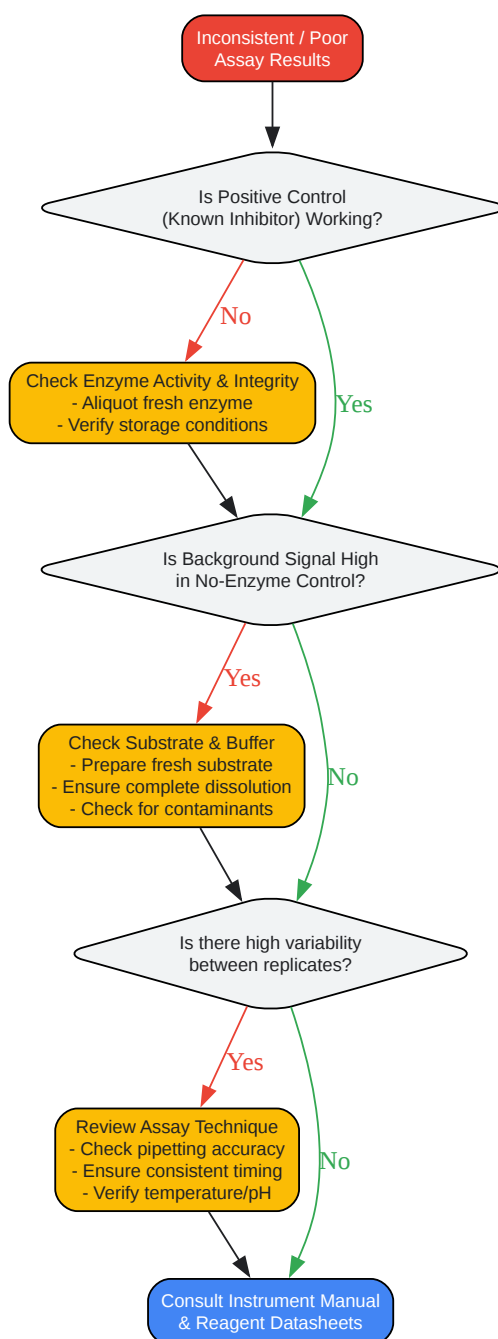 Inconsistent / Poor
Assay Results
Is Positive Control
(Known Inhibitor) Working?
No
Check Enzyme Activity & Integrity
- Aliquot fresh enzyme
- Verify storage conditions
Yes
Is Background Signal High
in No-Enzyme Control?
Yes
Check Substrate & Buffer
- Prepare fresh substrate
- Ensure complete dissolution
- Check for contaminants
No
Is there high variability
between replicates?
Yes
Review Assay Technique
- Check pipetting accuracy
- Ensure consistent timing
- Verify temperature/pH
No
Consult Instrument Manual
& Reagent Datasheets